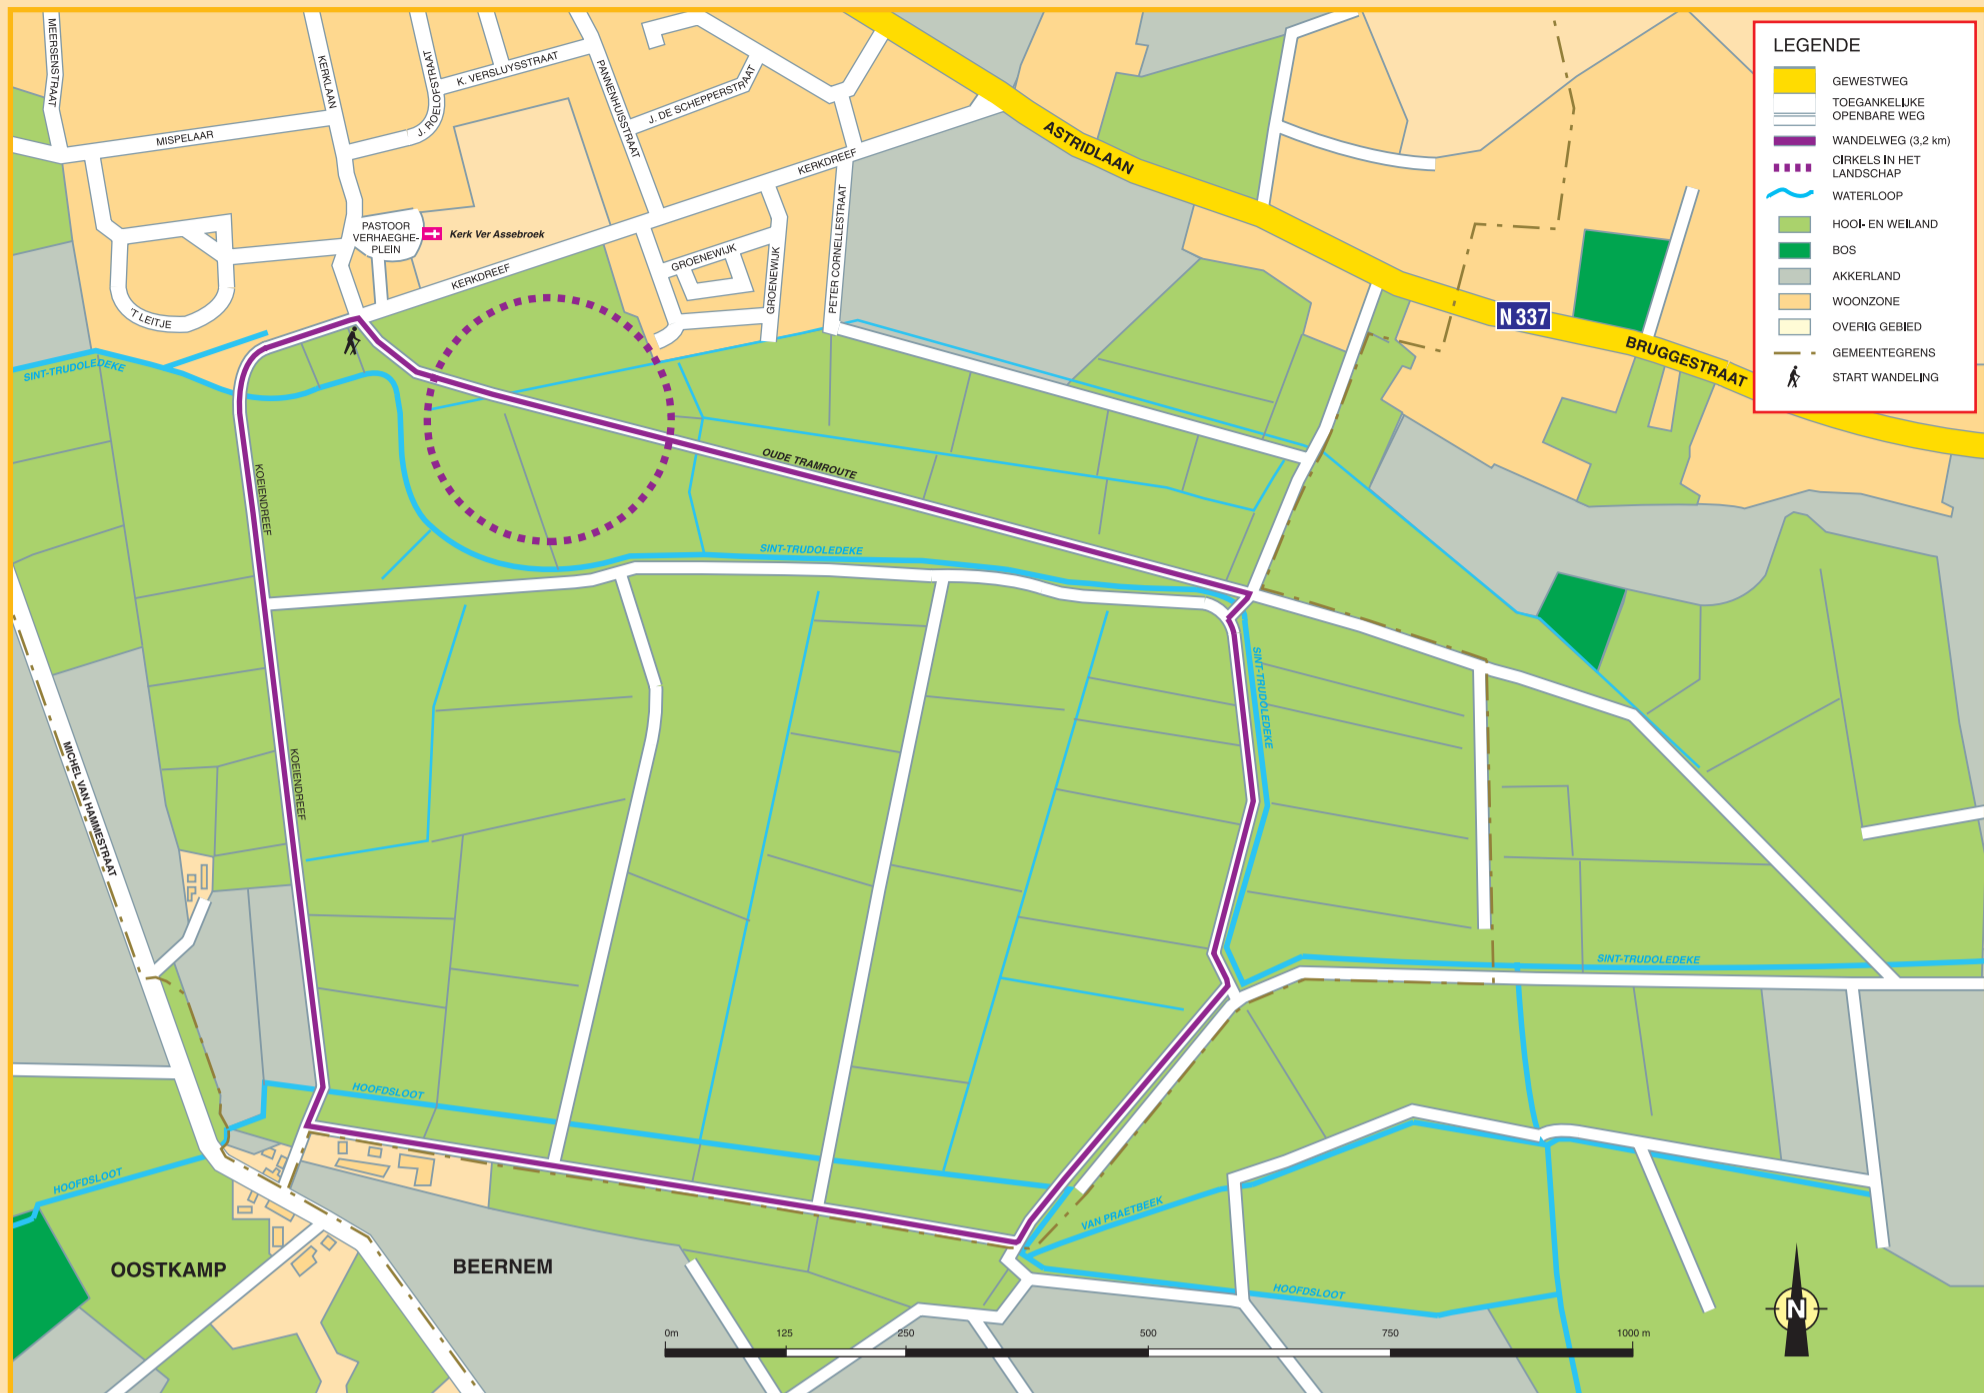 MEERSENSTRAAT
KERKLAAN
J. ROELOFSTRAAT
K. VERSLUYSSTRAAT
PANNENHUISSTRAAT
J. DE SCHEPPERSTRAAT
MISPELAAR
KERKDREEF
ASTRIDLAAN
PASTOOR
VERHAEGHE-
PLEIN
Kerk Ver Assebroek
KERKDREEF
GROENEWIJK
GROENEWIJK
PETER CORNELLESTRAAT
'T LEITJE
SINT-TRUDOLEDEKE
N 337
BRUGGESTRAAT
LEGENDE
GEWESTWEG
TOEGANKELIJKE
OPENBARE WEG
WANDELWEG (3,2 km)
CIRKELS IN HET
LANDSCHAP
WATERLOOP
HOOI- EN WEILAND
BOS
AKKERLAND
WOONZONE
OVERIG GEBIED
GEMEENTEGRENS
START WANDELING
KOEIENDREEF
OUDE TRAMROUTE
SINT-TRUDOLEDEKE
SINT-TRUDOLEDEKE
MICHEL VAN HAMMESTRAAT
KOEIENDREEF
SINT-TRUDOLEDEKE
HOOFDSLOOT
HOOFDSLOOT
VAN PRAETBEEK
HOOFDSLOOT
OOSTKAMP
BEERNEM
N
0m
125
250
500
750
1000 m